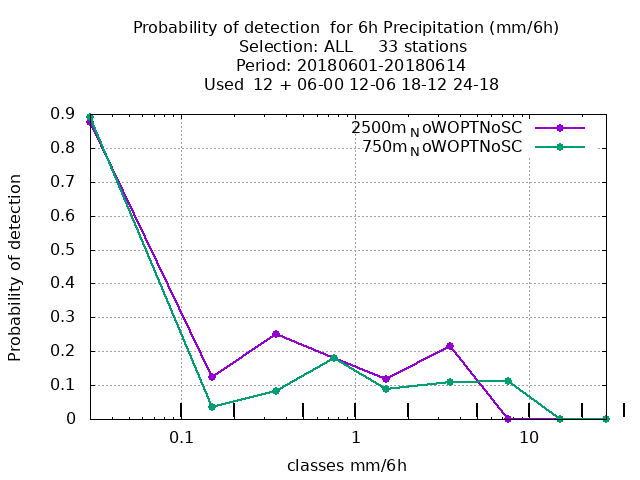 Probability of detection  for 6h Precipitation (mm/6h)
Selection: ALL     33 stations
Period: 20180601-20180614
Used  12 + 06-00 12-06 18-12 24-18
2500m_NoWOPTNoSC
750m_NoWOPTNoSC
Probability of detection
0.9
0.8
0.7
0.6
0.5
0.4
0.3
0.2
0.1
0
0.1 1 10
classes mm/6h